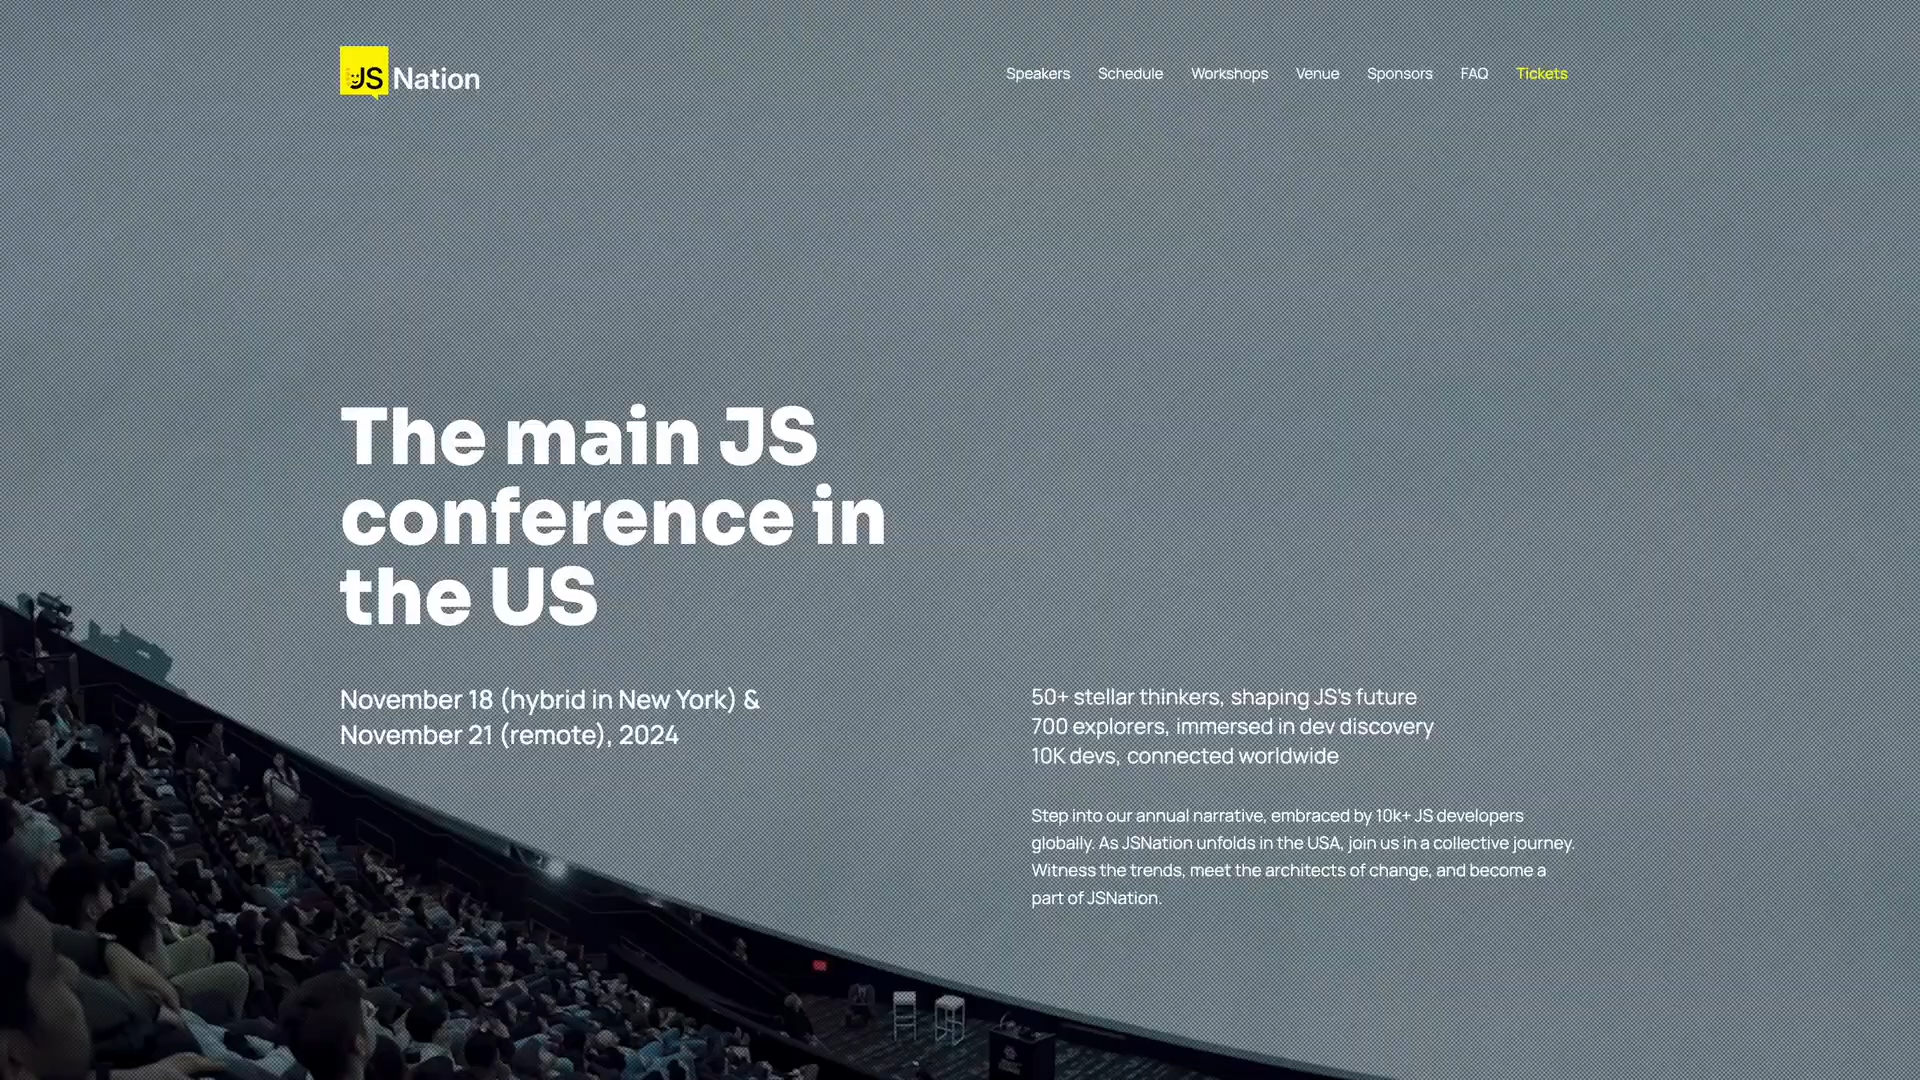 JS Nation
Speakers Schedule Workshops Venue Sponsors FAQ Tickets
The main JS
conference in
the US
November 18 (hybrid in New York) &
November 21 (remote), 2024
50+ stellar thinkers, shaping JS's future
700 explorers, immersed in dev discovery
10K devs, connected worldwide
Step into our annual narrative, embraced by 10k+ JS developers
globally. As JSNation unfolds in the USA, join us in a collective journey.
Witness the trends, meet the architects of change, and become a
part of JSNation.